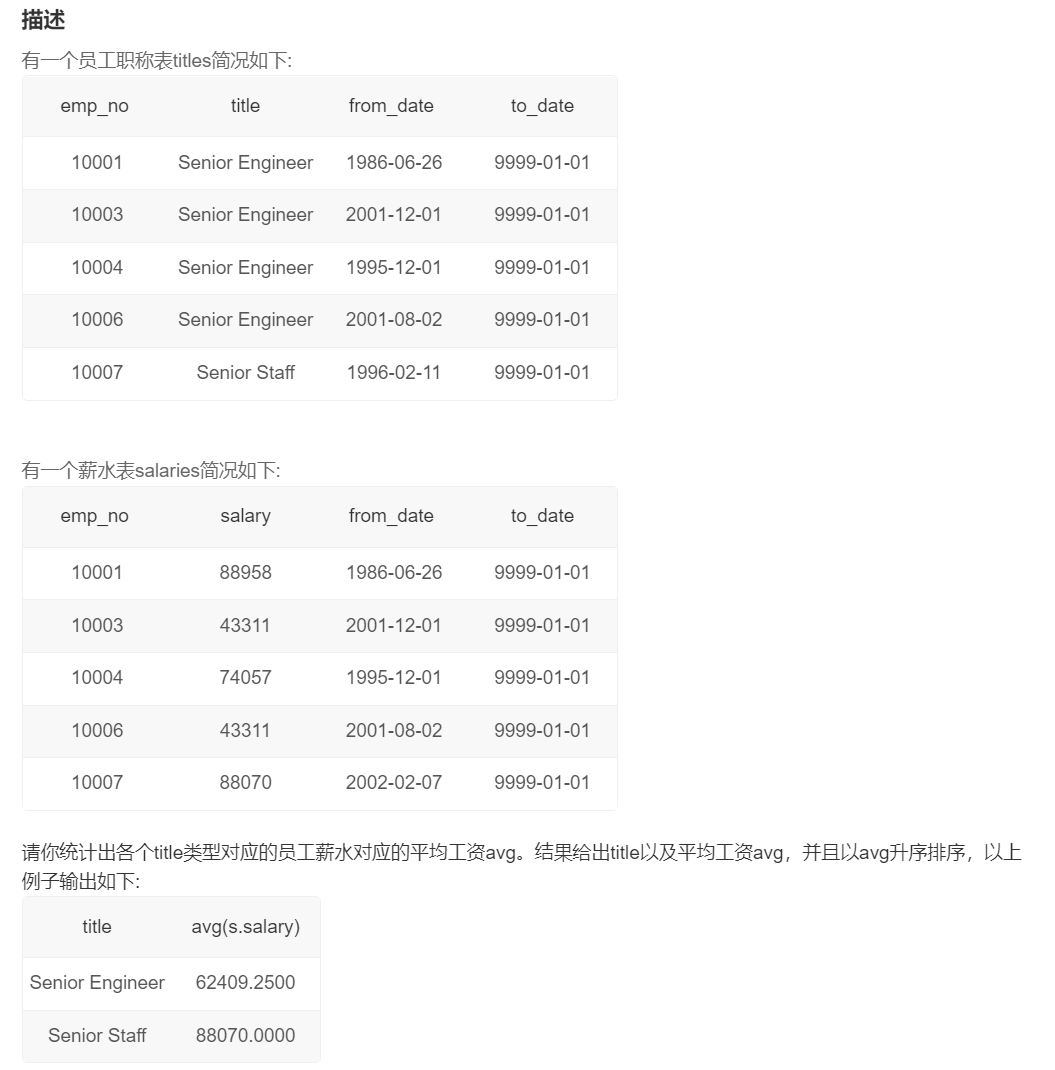 描述
有一个员工职称表titles简况如下:
emp_no title from_date to_date
10001 Senior Engineer 1986-06-26 9999-01-01
10003 Senior Engineer 2001-12-01 9999-01-01
10004 Senior Engineer 1995-12-01 9999-01-01
10006 Senior Engineer 2001-08-02 9999-01-01
10007 Senior Staff 1996-02-11 9999-01-01
有一个薪水表salaries简况如下:
emp_no salary from_date to_date
10001 88958 1986-06-26 9999-01-01
10003 43311 2001-12-01 9999-01-01
10004 74057 1995-12-01 9999-01-01
10006 43311 2001-08-02 9999-01-01
10007 88070 2002-02-07 9999-01-01
请你统计出各个title类型对应的员工薪水对应的平均工资avg。结果给出title以及平均工资avg，并且以avg升序排序，以上
例子输出如下:
title avg(s.salary)
Senior Engineer 62409.2500
Senior Staff 88070.0000